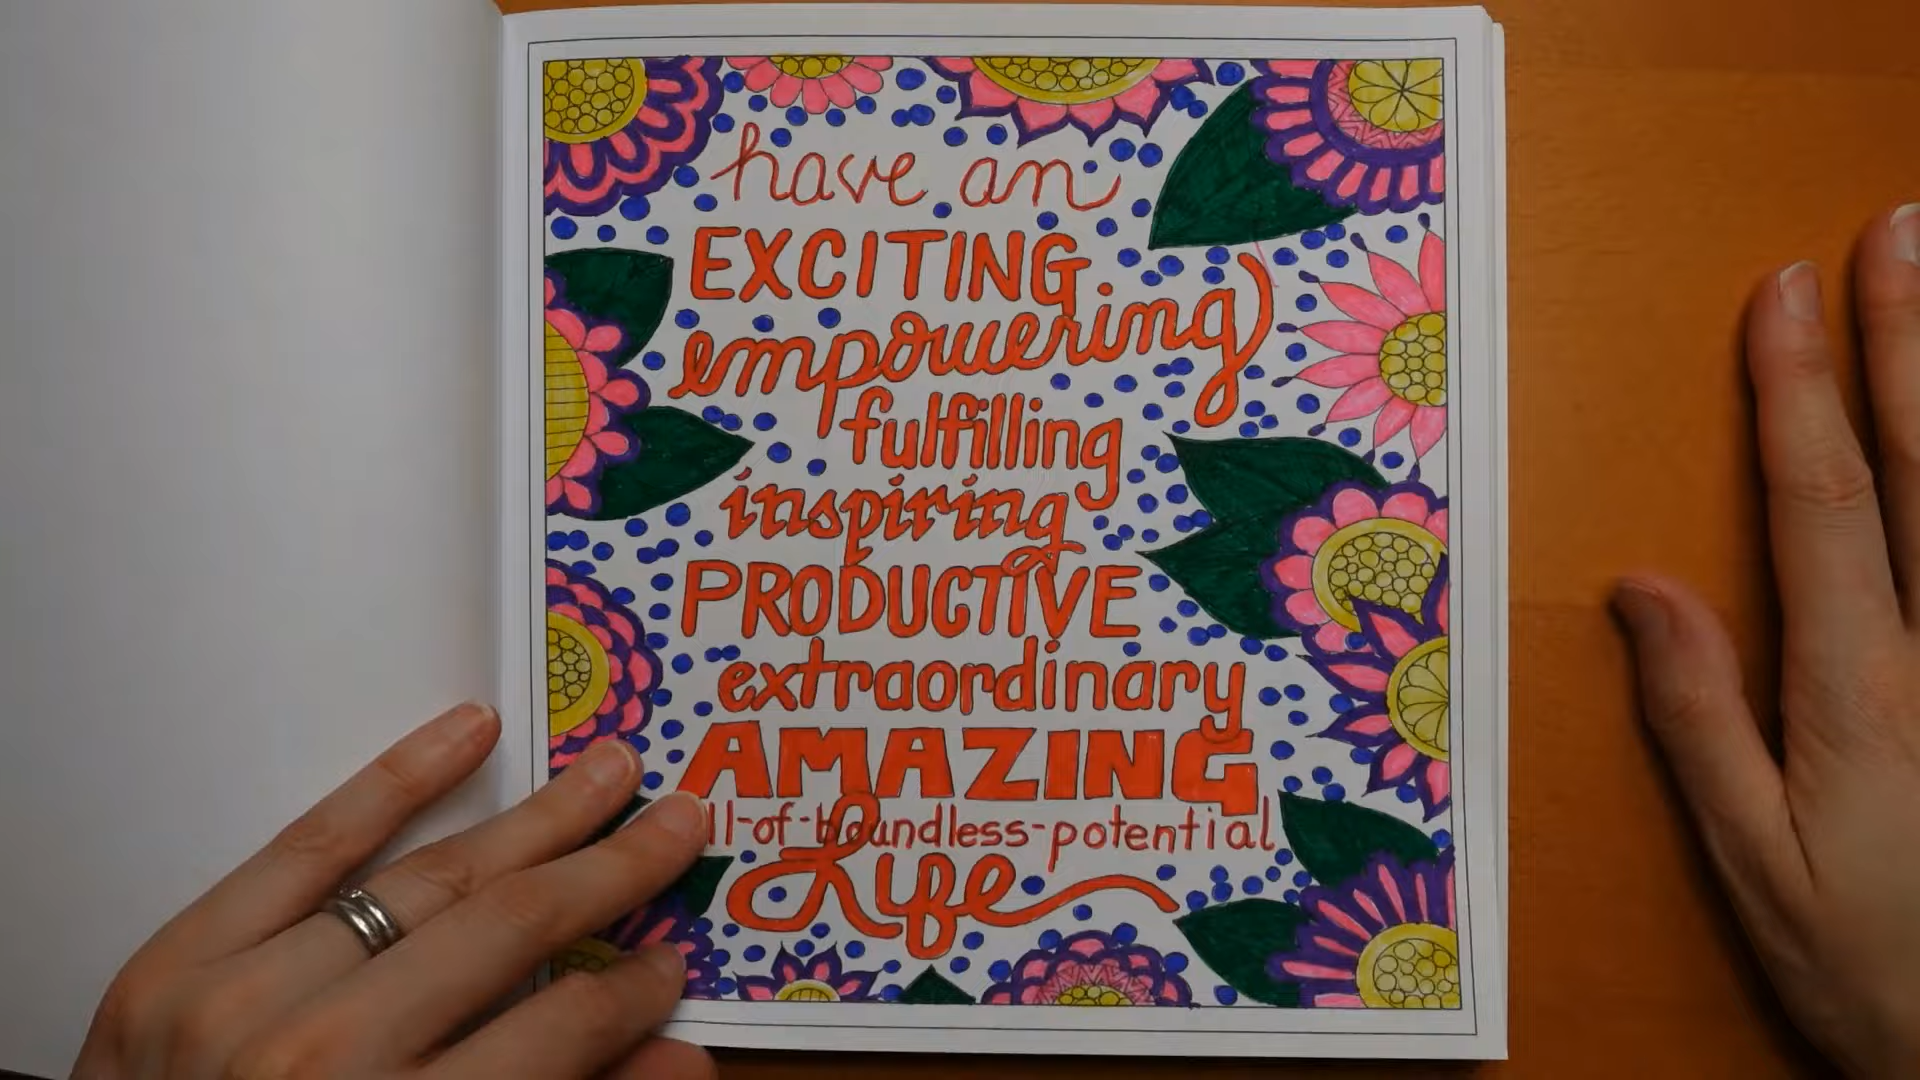 have an
EXCITING
empowering
fulfilling
inspiring
PRODUCTIVE
extraordinary
AMAZING
ll-of-boundless-potential
Life